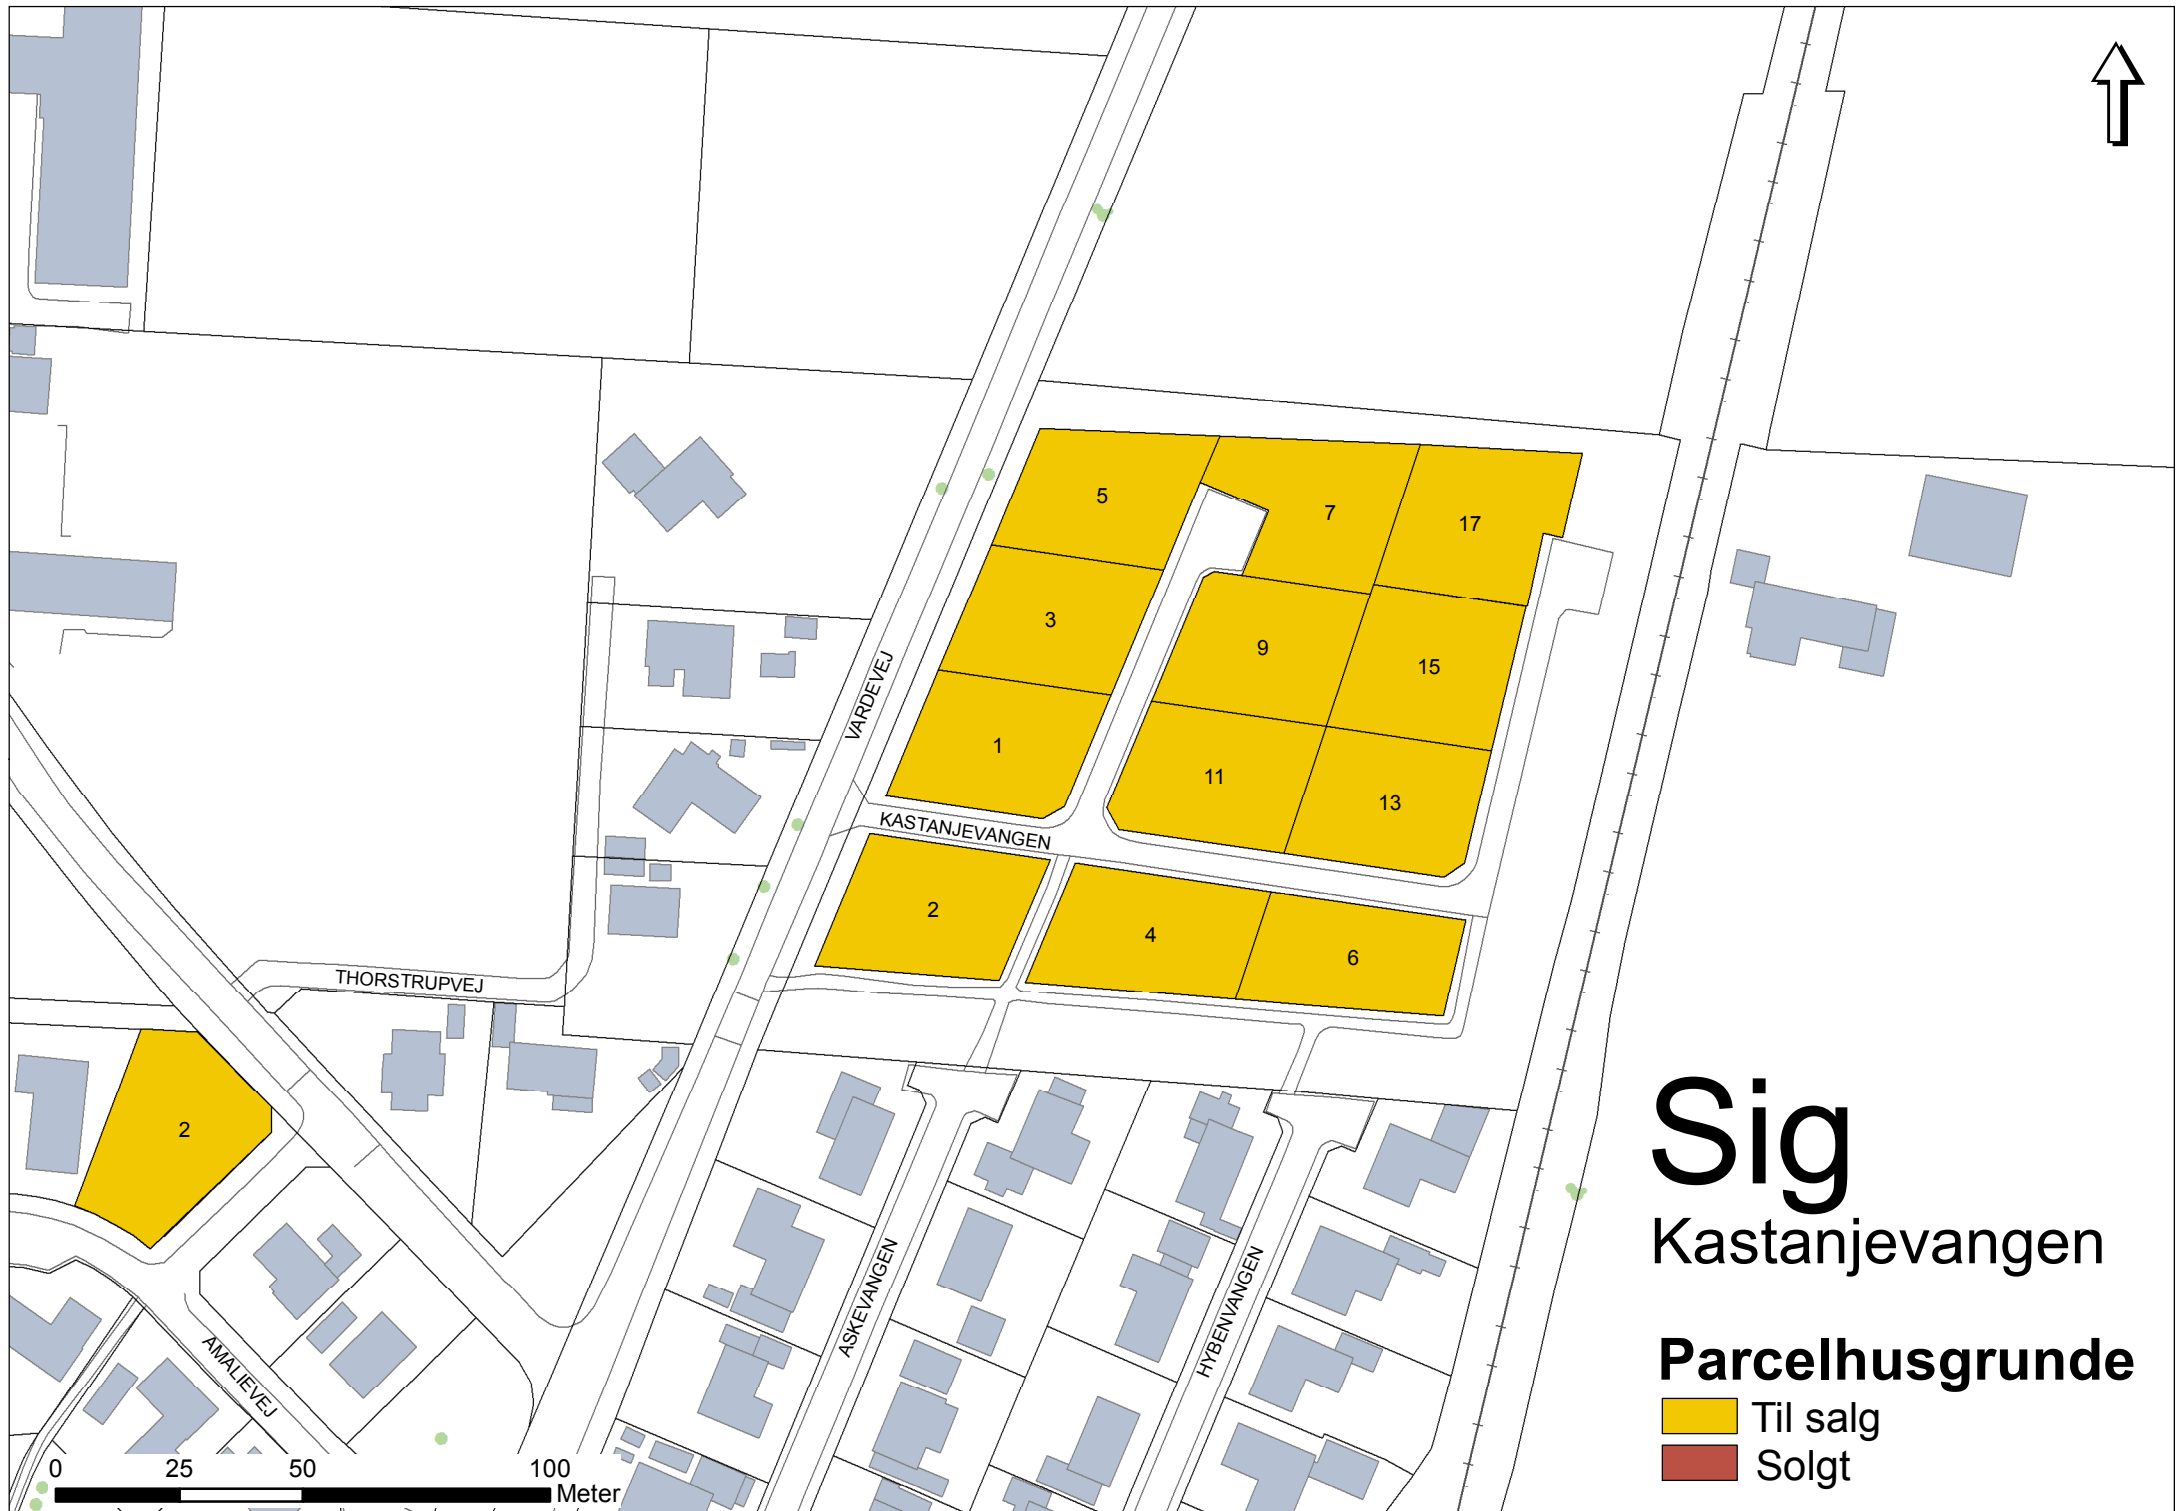 5
7
17
3
9
15
VARDEVEJ
1
11
13
KASTANJEVANGEN
2
4
6
THORSTRUPVEJ
2
ASKEVANGEN
HYBENVANGEN
AMALIEVEJ
Sig
Kastanjevangen
Parcelhusgrunde
Til salg
Solgt
0 25 50 100
Meter